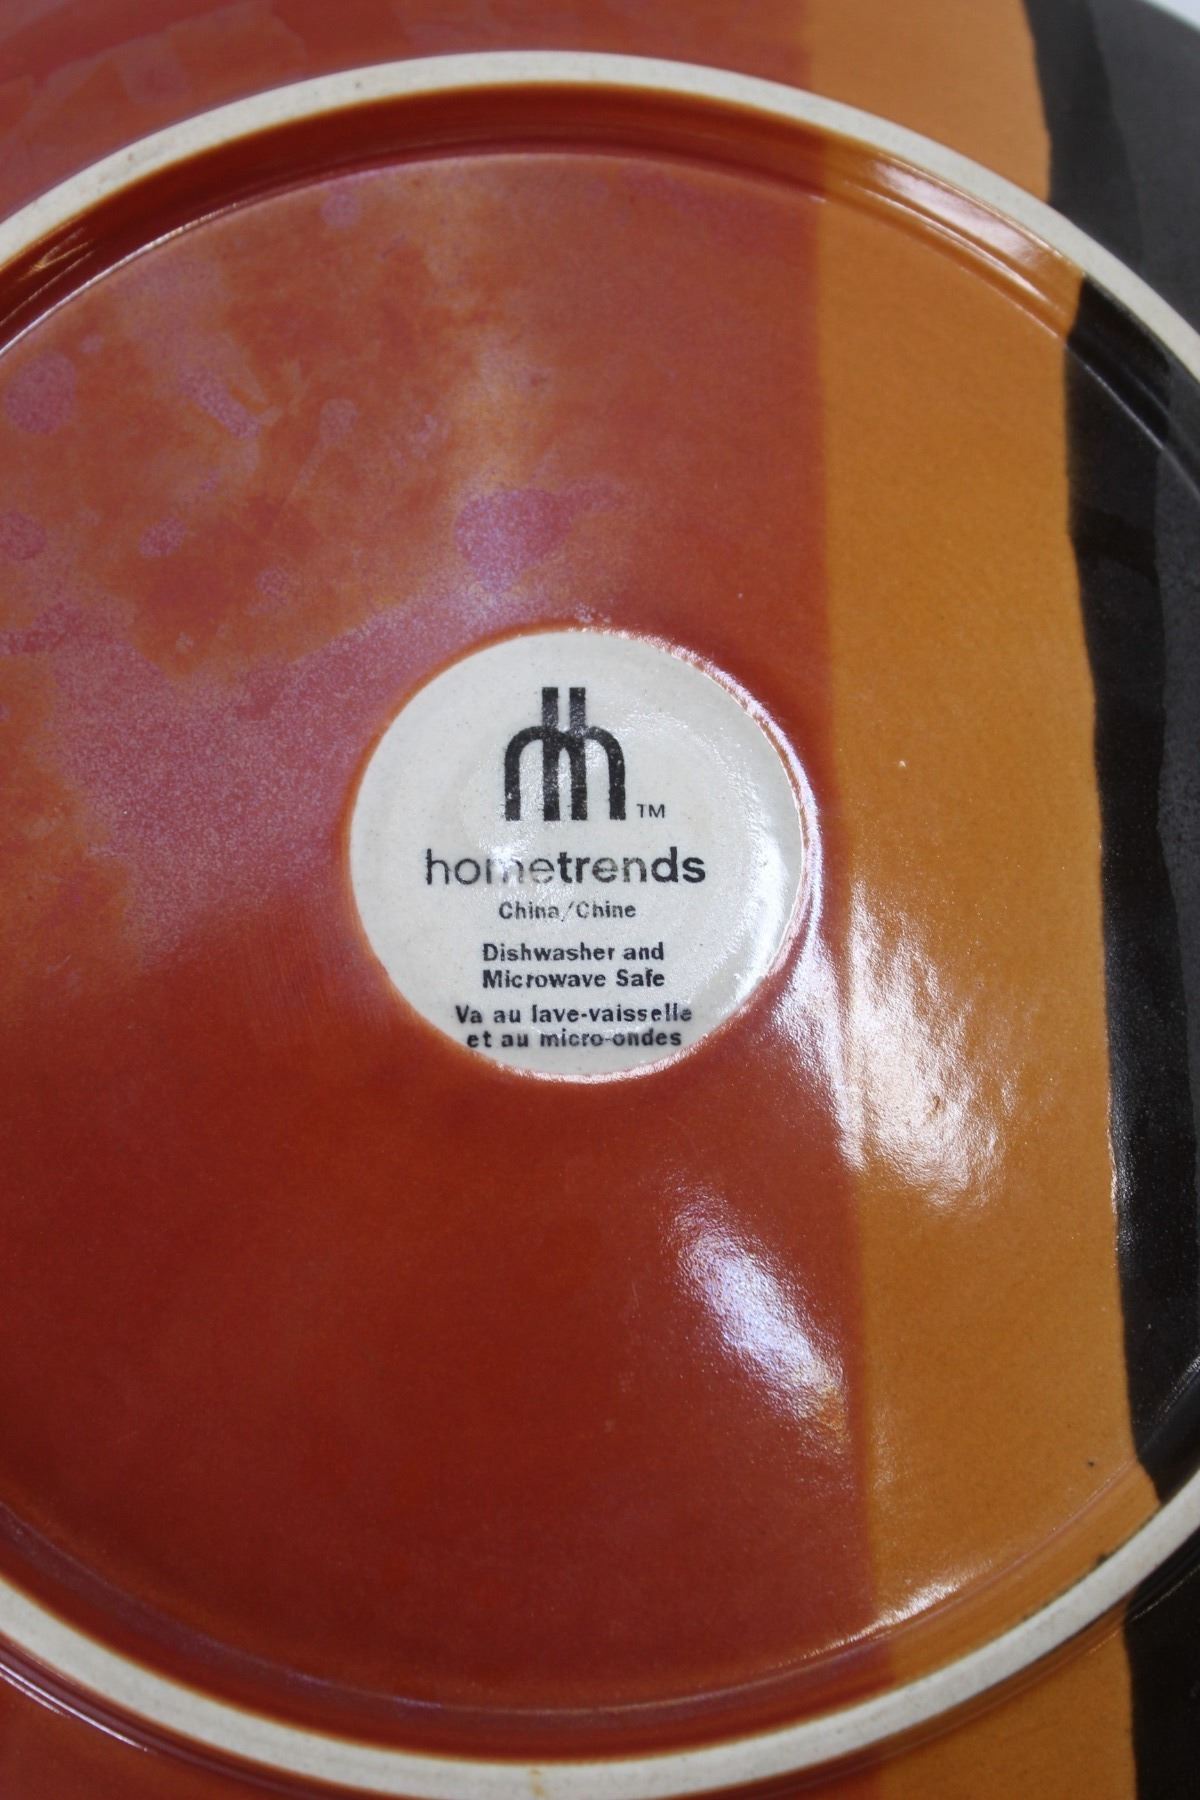 TM
hometrends
China/Chine
Dishwasher and
Microwave Safe
Va au lave-vaisselle
et au micro-ondes